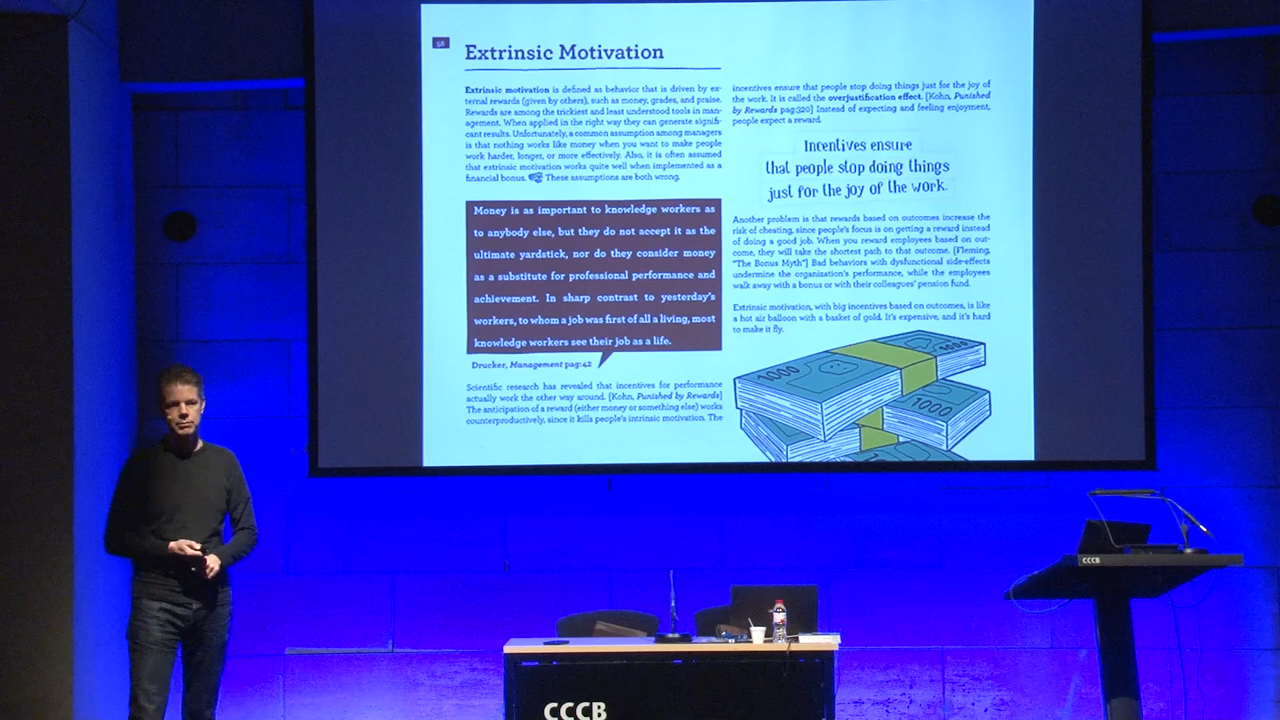 58
Extrinsic Motivation
Extrinsic motivation is defined as behavior that is driven by ex-
ternal rewards (given by others), such as money, grades, and praise.
Rewards are among the trickiest and least understood tools in man-
agement. When applied in the right way they can generate signifi-
cant results. Unfortunately, a common assumption among managers
is that nothing works like money when you want to make people
work harder, longer, or more effectively. Also, it is often assumed
that extrinsic motivation works quite well when implemented as a
financial bonus. These assumptions are both wrong.
Money is as important to knowledge workers as
to anybody else, but they do not accept it as the
ultimate yardstick, nor do they consider money
as a substitute for professional performance and
achievement. In sharp contrast to yesterday's
workers, to whom a job was first of all a living, most
knowledge workers see their job as a life.
Drucker, Management pag:42
Scientific research has revealed that incentives for performance
actually work the other way around. [Kohn, Punished by Rewards]
The anticipation of a reward (either money or something else) works
counterproductively, since it kills people's intrinsic motivation. The
incentives ensure that people stop doing things just for the joy of
the work. It is called the overjustification effect. [Kohn, Punished
by Rewards pag:320] Instead of expecting and feeling enjoyment,
people expect a reward.
Incentives ensure
that people stop doing things
just for the joy of the work.
Another problem is that rewards based on outcomes increase the
risk of cheating, since people's focus is on getting a reward instead
of doing a good job. When you reward employees based on out-
come, they will take the shortest path to that outcome. [Fleming,
"The Bonus Myth"] Bad behaviors with dysfunctional side-effects
undermine the organization's performance, while the employees
walk away with a bonus or with their colleagues' pension fund.
Extrinsic motivation, with big incentives based on outcomes, is like
a hot air balloon with a basket of gold. It's expensive, and it's hard
to make it fly.
1000
1000
1000
CCCB
CCCB